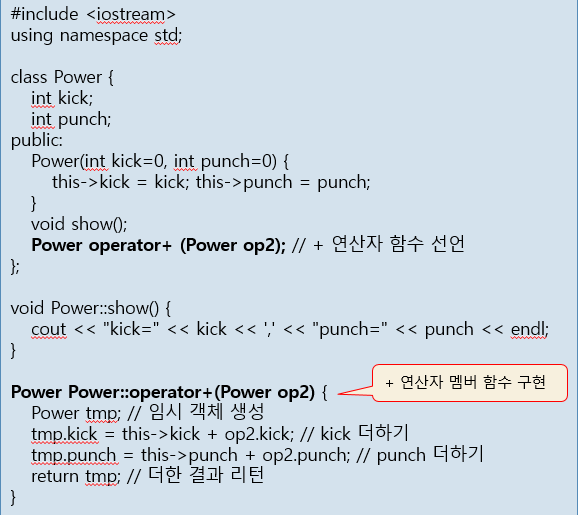 #include <iostream>
using namespace std;
class Power {
int kick;
int punch;
public:
Power(int kick=0, int punch=0) {
this->kick = kick; this->punch = punch;
}
void show();
Power operator+ (Power op2); // + 연산자 함수 선언
};
void Power::show() {
cout << "kick=" << kick << ',' << "punch=" << punch << endl;
}
Power Power::operator+(Power op2) {
+ 연산자 멤버 함수 구현
Power tmp; // 임시 객체 생성
tmp.kick = this->kick + op2.kick; // kick 더하기
tmp.punch = this->punch + op2.punch; // punch 더하기
return tmp; // 더한 결과 리턴
}